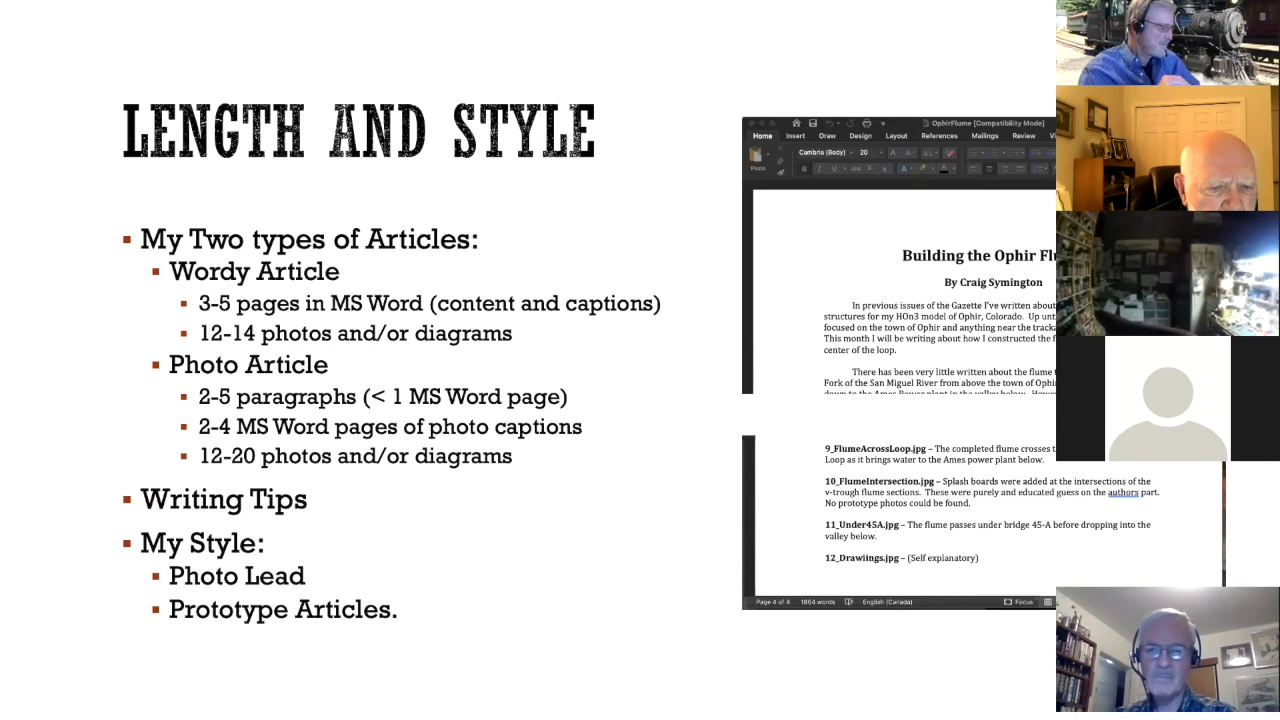 LENGTH AND STYLE
My Two types of Articles:
Wordy Article
3-5 pages in MS Word (content and captions)
12-14 photos and/or diagrams
Photo Article
2-5 paragraphs (< 1 MS Word page)
2-4 MS Word pages of photo captions
12-20 photos and/or diagrams
Writing Tips
My Style:
Photo Lead
Prototype Articles.
OphirFlume [Compatibility Mode]
Home Insert Draw Design Layout References Mailings Review
Paste
Cambria (Body) 20
Building the Ophir
By Craig Symington
In previous issues of the Gazette I've written about
structures for my HOn3 model of Ophir, Colorado. Up
focused on the town of Ophir and anything near the
This month I will be writing about how I constructed the
center of the loop.
There has been very little written about the flume
Fork of the San Miguel River from above the town of
down to the Ames Power plant in the valley below.
9_FlumeAcrossLoop.jpg – The completed flume crosses
Loop as it brings water to the Ames power plant below.
10_FlumeIntersection.jpg – Splash boards were added at the intersections of the
v-trough flume sections. These were purely and educated guess on the authors part.
No prototype photos could be found.
11_Under45A.jpg – The flume passes under bridge 45-A before dropping into the
valley below.
12_Drawiings.jpg – (Self explanatory)
Page 4 of 4 1864 words English (Canada) Focus